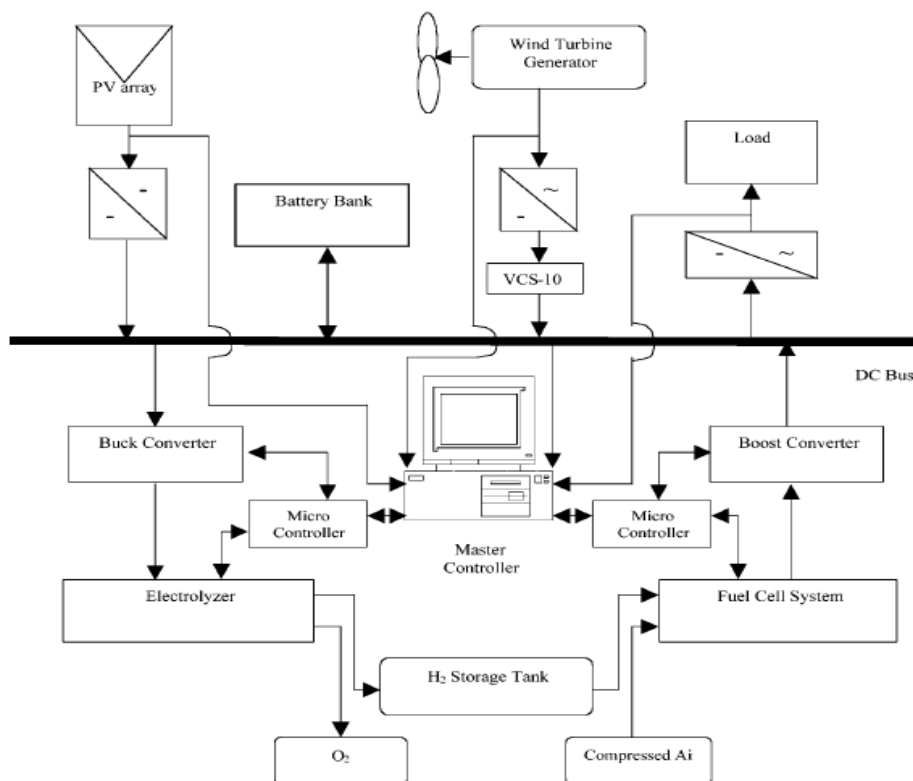 Wind Turbine
Generator
PV array
Load
- ~
-
-
-
Battery Bank
- ~
VCS-10
DC Bus
Buck Converter
Boost Converter
Micro
Controller
Micro
Controller
Master
Controller
Electrolyzer
Fuel Cell System
H₂ Storage Tank
O₂
Compressed Ai